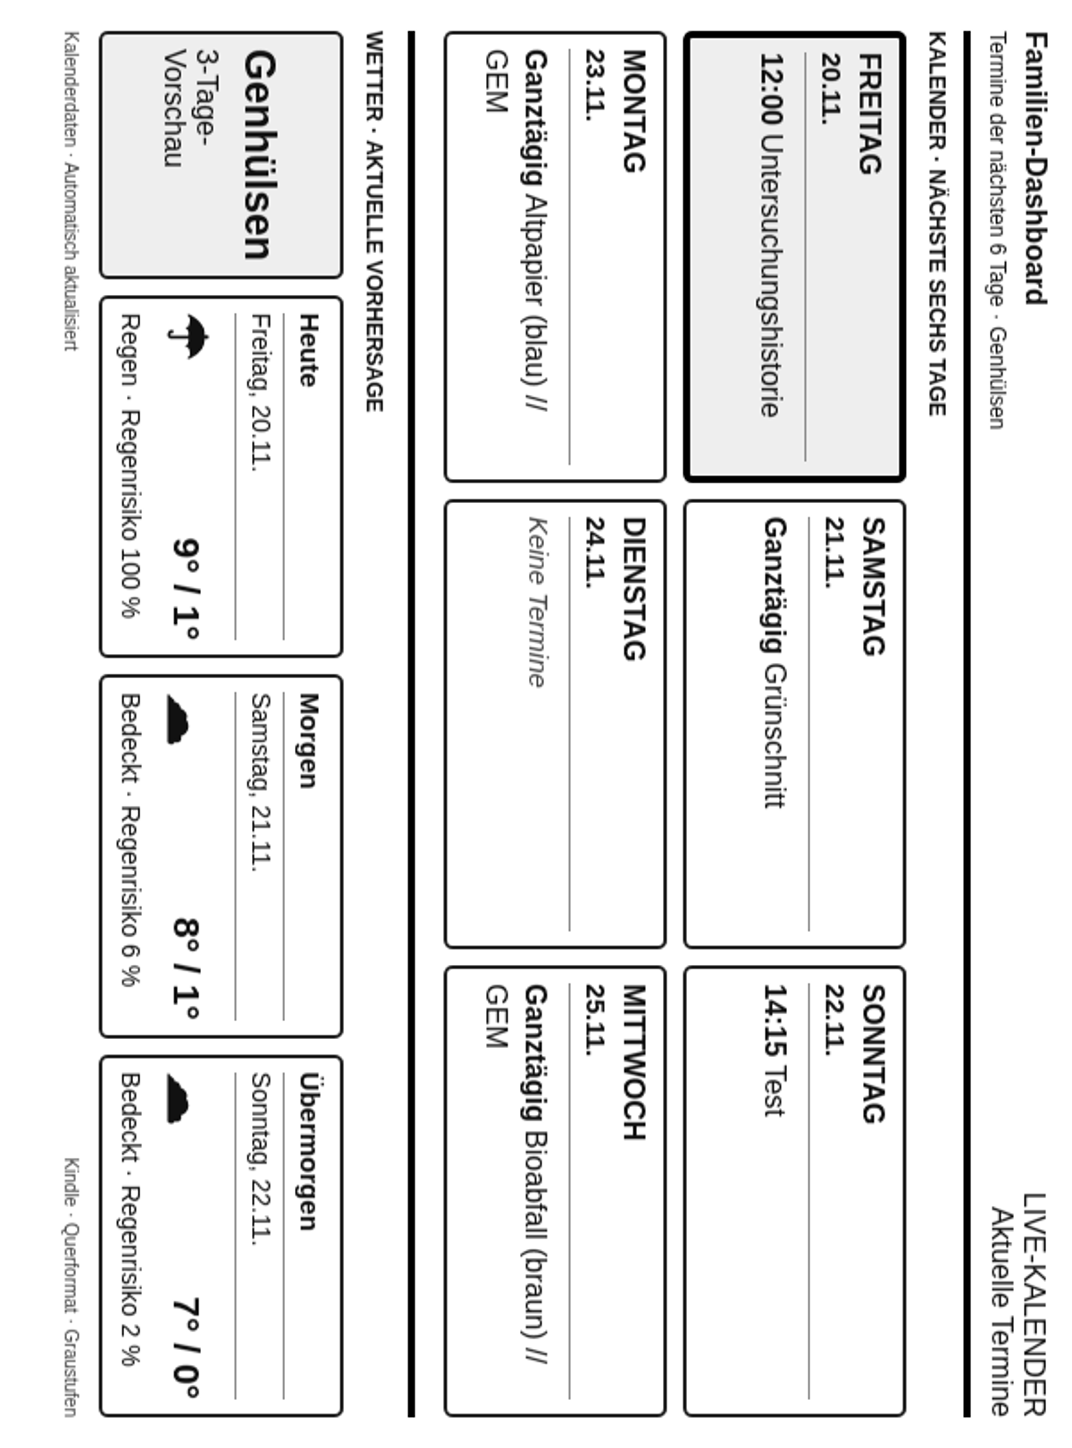 Familien-Dashboard
Termine der nächsten 6 Tage · Genhülsen
LIVE-KALENDER
Aktuelle Termine
KALENDER · NÄCHSTE SECHS TAGE
FREITAG
20.11.
12:00 Untersuchungshistorie
SAMSTAG
21.11.
Ganztägig Grünschnitt
SONNTAG
22.11.
14:15 Test
MONTAG
23.11.
Ganztägig Altpapier (blau) //
GEM
DIENSTAG
24.11.
Keine Termine
MITTWOCH
25.11.
Ganztägig Bioabfall (braun) //
GEM
WETTER · AKTUELLE VORHERSAGE
Genhülsen
3-Tage-
Vorschau
Heute
Freitag, 20.11.
9° / 1°
Regen · Regenrisiko 100 %
Morgen
Samstag, 21.11.
8° / 1°
Bedeckt · Regenrisiko 6 %
Übermorgen
Sonntag, 22.11.
7° / 0°
Bedeckt · Regenrisiko 2 %
Kalenderdaten · Automatisch aktualisiert
Kindle · Querformat · Graustufen